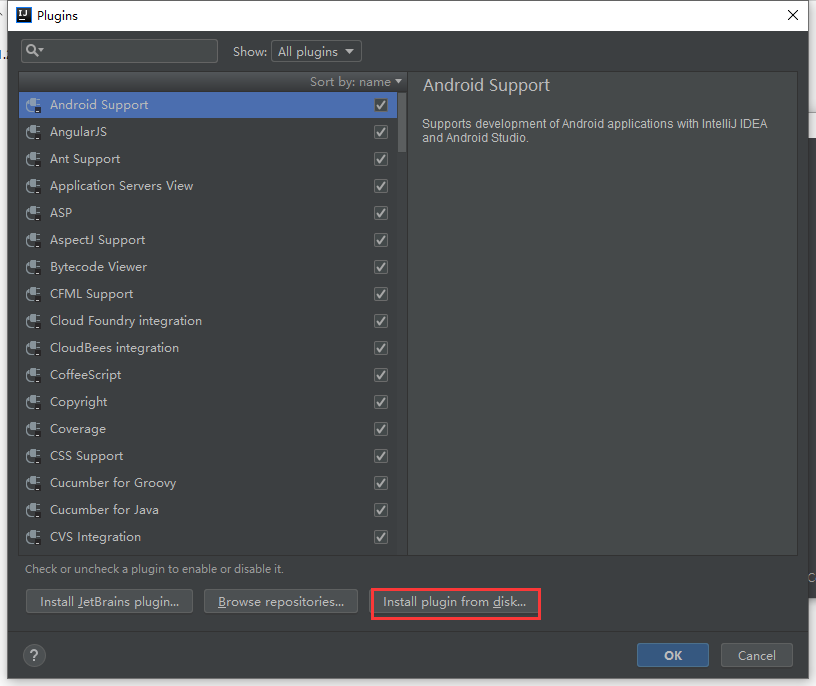 Plugins
Show: All plugins
Sort by: name
Android Support
AngularJS
Ant Support
Application Servers View
ASP
AspectJ Support
Bytecode Viewer
CFML Support
Cloud Foundry integration
CloudBees integration
CoffeeScript
Copyright
Coverage
CSS Support
Cucumber for Groovy
Cucumber for Java
CVS Integration
Android Support
Supports development of Android applications with IntelliJ IDEA
and Android Studio.
Check or uncheck a plugin to enable or disable it.
Install JetBrains plugin... Browse repositories... Install plugin from disk...
? OK Cancel